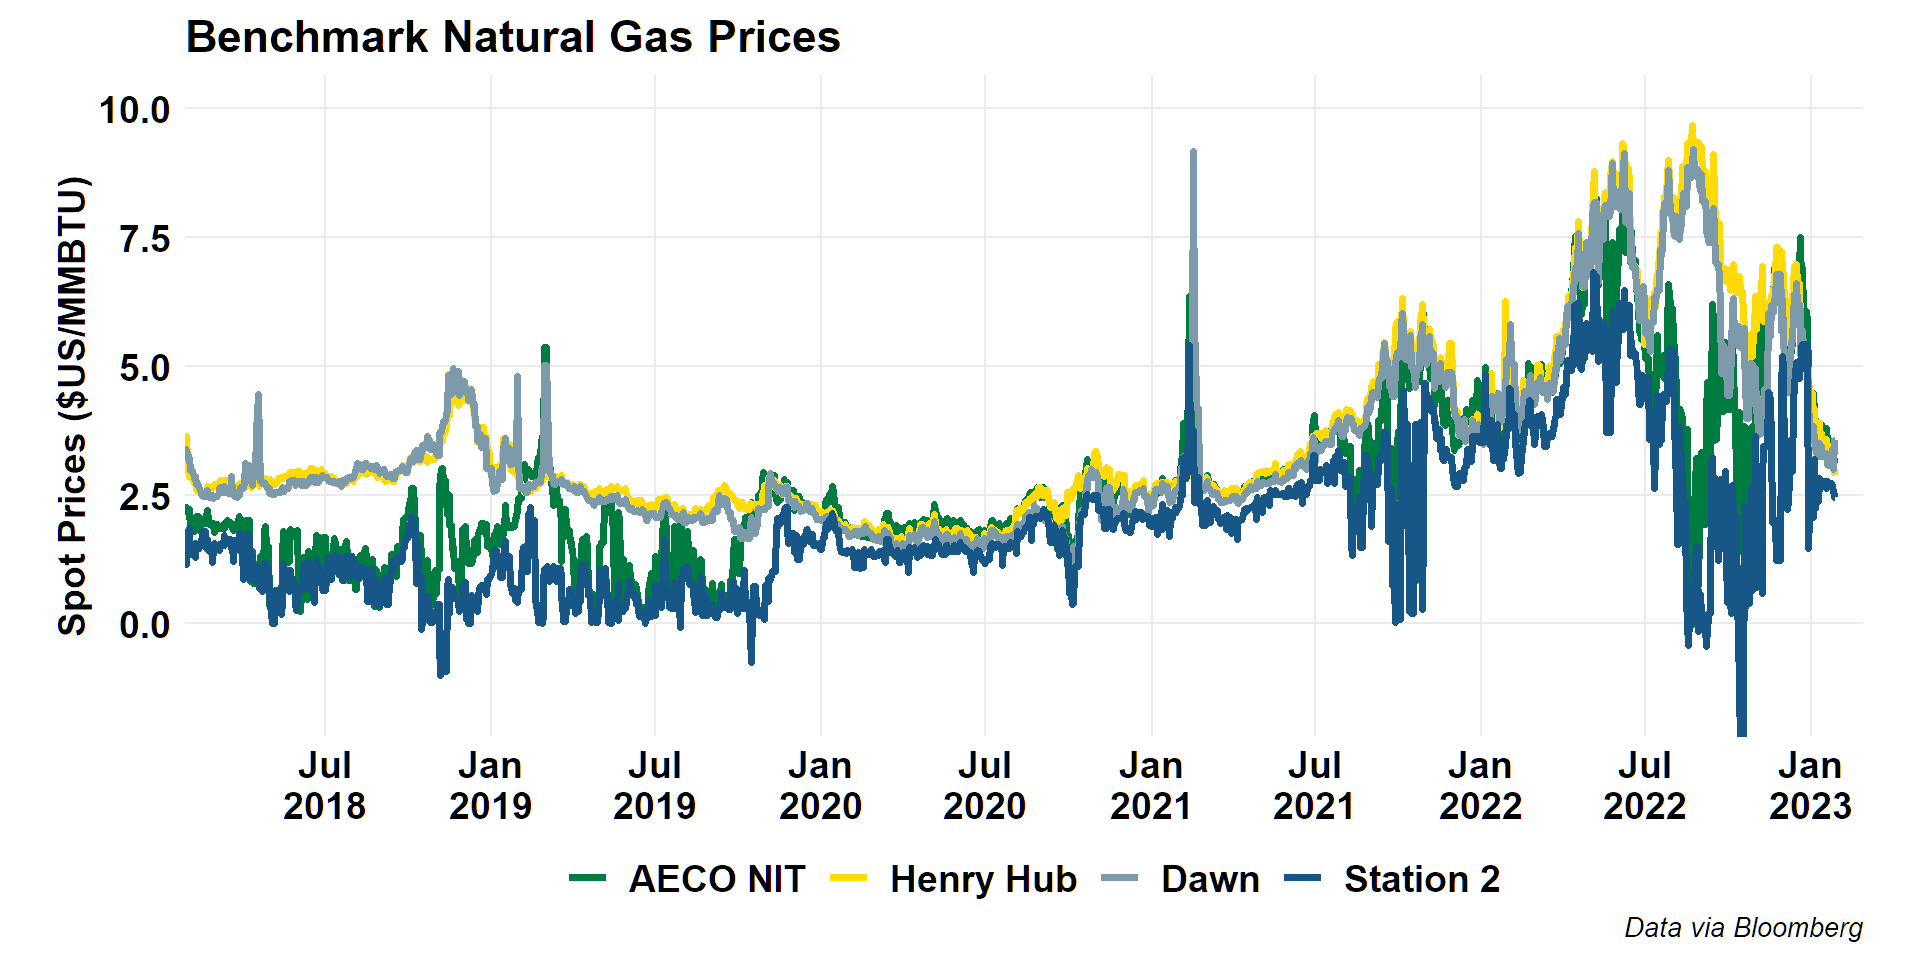 Benchmark Natural Gas Prices
Spot Prices ($US/MMBTU)
10.0
7.5
5.0
2.5
0.0
Jul Jan Jul Jan Jul Jan Jul Jan Jul Jan
2018 2019 2019 2020 2020 2021 2021 2022 2022 2023
AECO NIT Henry Hub Dawn Station 2
Data via Bloomberg